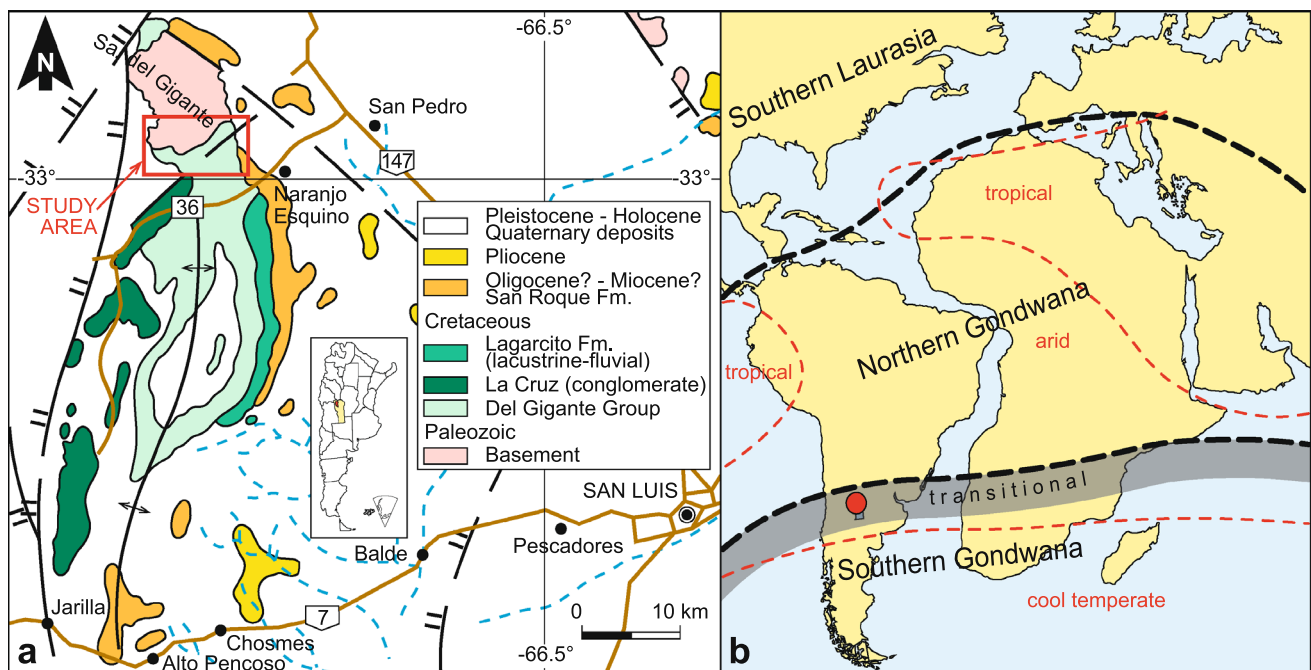 N
Sa. del Gigante
-66.5°
San Pedro
147
-33°
-33°
STUDY
AREA
36
Naranjo
Esquino
Pleistocene - Holocene
Quaternary deposits
Pliocene
Oligocene? - Miocene?
San Roque Fm.
Cretaceous
Lagarcito Fm.
(lacustrine-fluvial)
La Cruz (conglomerate)
Del Gigante Group
Paleozoic
Basement
SAN LUIS
Pescadores
Balde
7
0 10 km
Jarilla
Chosmes
Alto Pencoso
-66.5°
a
Southern Laurasia
tropical
Northern Gondwana
arid
tropical
transitional
Southern Gondwana
cool temperate
b